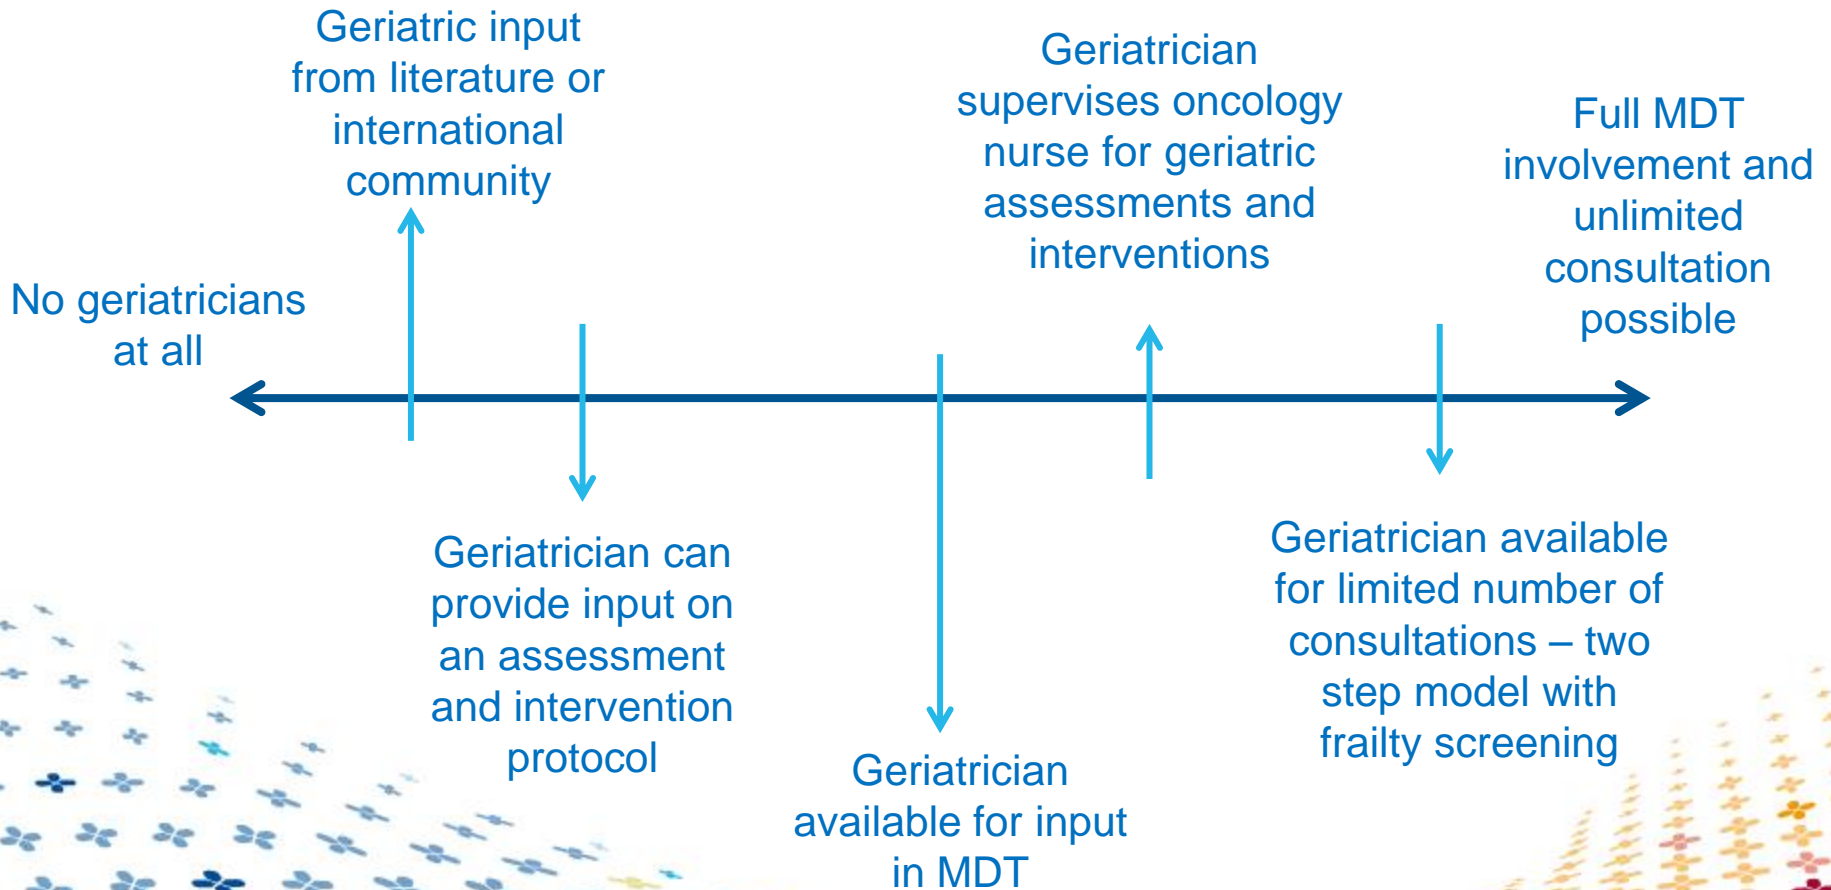 Geriatric input
from literature or
international
community
Geriatrician
supervises oncology
nurse for geriatric
assessments and
interventions
Full MDT
involvement and
unlimited
consultation
possible
No geriatricians
at all
Geriatrician can
provide input on
an assessment
and intervention
protocol
Geriatrician
available for input
in MDT
Geriatrician available
for limited number of
consultations – two
step model with
frailty screening